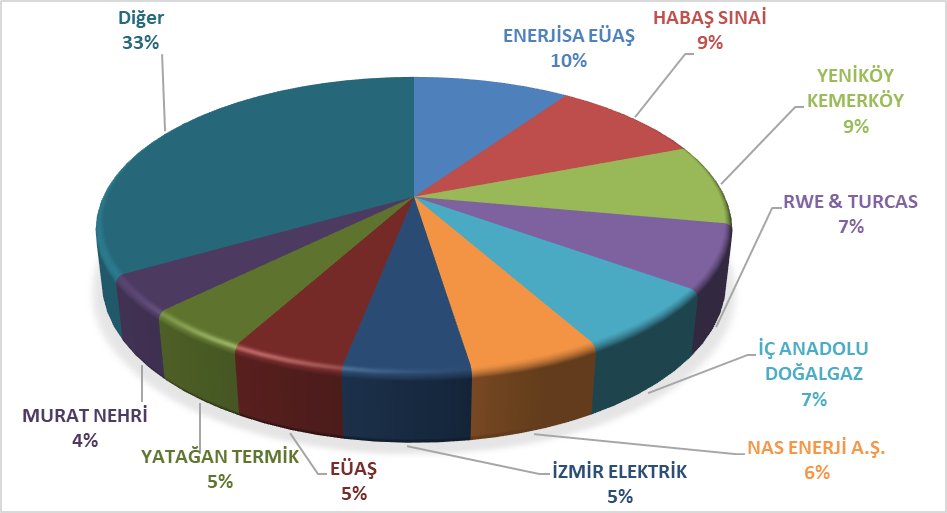 Diğer
33%
ENERJİSA EÜAŞ
10%
HABAŞ SINAİ
9%
YENİKÖY
KEMERKÖY
9%
RWE & TURCAS
7%
İÇ ANADOLU
DOĞALGAZ
7%
NAS ENERJİ A.Ş.
6%
İZMİR ELEKTRİK
5%
EÜAŞ
5%
YATAĞAN TERMİK
5%
MURAT NEHRİ
4%